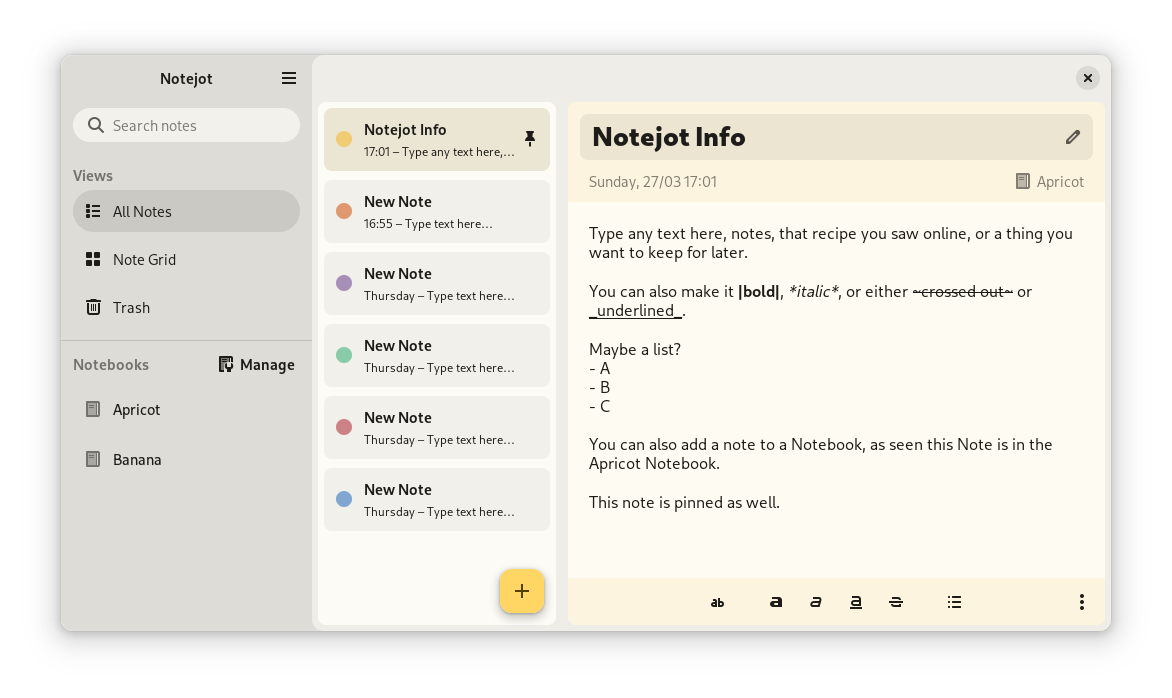 Notejot
Search notes
Views
All Notes
Note Grid
Trash
Notebooks
Manage
Apricot
Banana
Notejot Info
17:01 – Type any text here,…
New Note
16:55 – Type text here…
New Note
Thursday – Type text here…
New Note
Thursday – Type text here…
New Note
Thursday – Type text here…
New Note
Thursday – Type text here…
Notejot Info
Sunday, 27/03 17:01
Apricot
Type any text here, notes, that recipe you saw online, or a thing you
want to keep for later.
You can also make it |bold|, *italic*, or either ~crossed out~ or
_underlined_.
Maybe a list?
- A
- B
- C
You can also add a note to a Notebook, as seen this Note is in the
Apricot Notebook.
This note is pinned as well.
ab
a
a
a
a